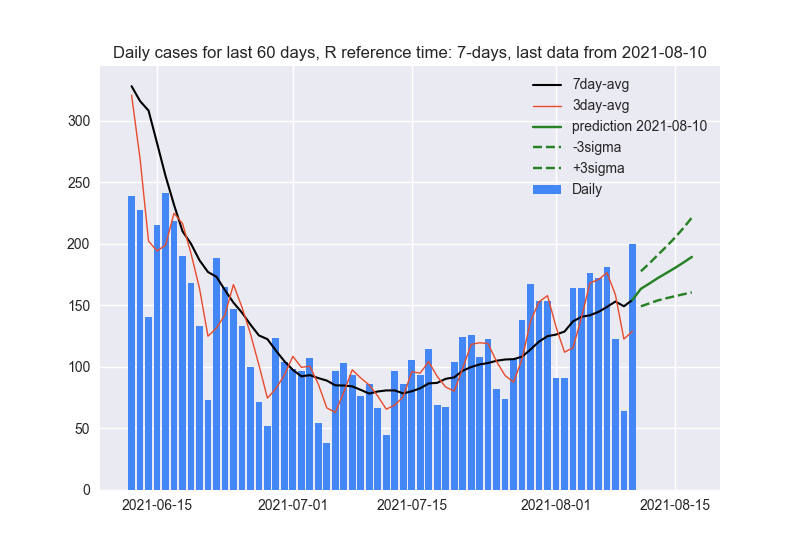 Daily cases for last 60 days, R reference time: 7-days, last data from 2021-08-10
7day-avg
3day-avg
prediction 2021-08-10
-3sigma
+3sigma
Daily
300
250
200
150
100
50
0
2021-06-15 2021-07-01 2021-07-15 2021-08-01 2021-08-15